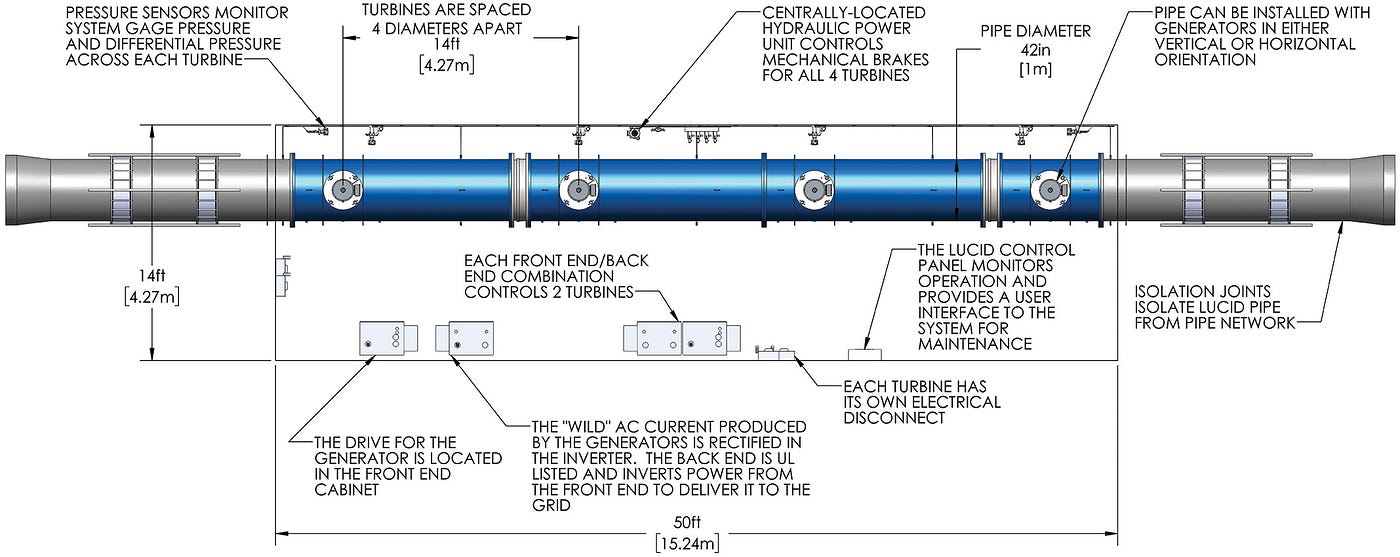 PRESSURE SENSORS MONITOR
SYSTEM GAGE PRESSURE
AND DIFFERENTIAL PRESSURE
ACROSS EACH TURBINE
TURBINES ARE SPACED
4 DIAMETERS APART
14ft
[4.27m]
CENTRALLY-LOCATED
HYDRAULIC POWER
UNIT CONTROLS
MECHANICAL BRAKES
FOR ALL 4 TURBINES
PIPE DIAMETER
42in
[1m]
PIPE CAN BE INSTALLED WITH
GENERATORS IN EITHER
VERTICAL OR HORIZONTAL
ORIENTATION
14ft
[4.27m]
EACH FRONT END/BACK
END COMBINATION
CONTROLS 2 TURBINES
THE LUCID CONTROL
PANEL MONITORS
OPERATION AND
PROVIDES A USER
INTERFACE TO THE
SYSTEM FOR
MAINTENANCE
ISOLATION JOINTS
ISOLATE LUCID PIPE
FROM PIPE NETWORK
THE DRIVE FOR THE
GENERATOR IS LOCATED
IN THE FRONT END
CABINET
THE "WILD" AC CURRENT PRODUCED
BY THE GENERATORS IS RECTIFIED IN
THE INVERTER.  THE BACK END IS UL
LISTED AND INVERTS POWER FROM
THE FRONT END TO DELIVER IT TO THE
GRID
EACH TURBINE HAS
ITS OWN ELECTRICAL
DISCONNECT
50ft
[15.24m]